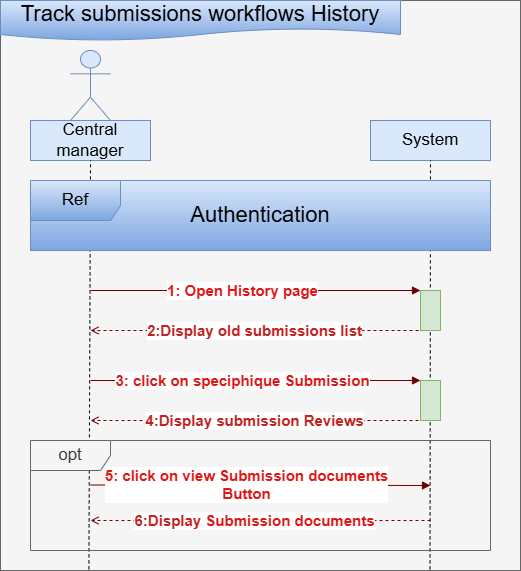 Track submissions workflows History
Central
manager
System
Ref
Authentication
1: Open History page
2:Display old submissions list
3: click on speciphique Submission
4:Display submission Reviews
opt
5: click on view Submission documents
Button
6:Display Submission documents